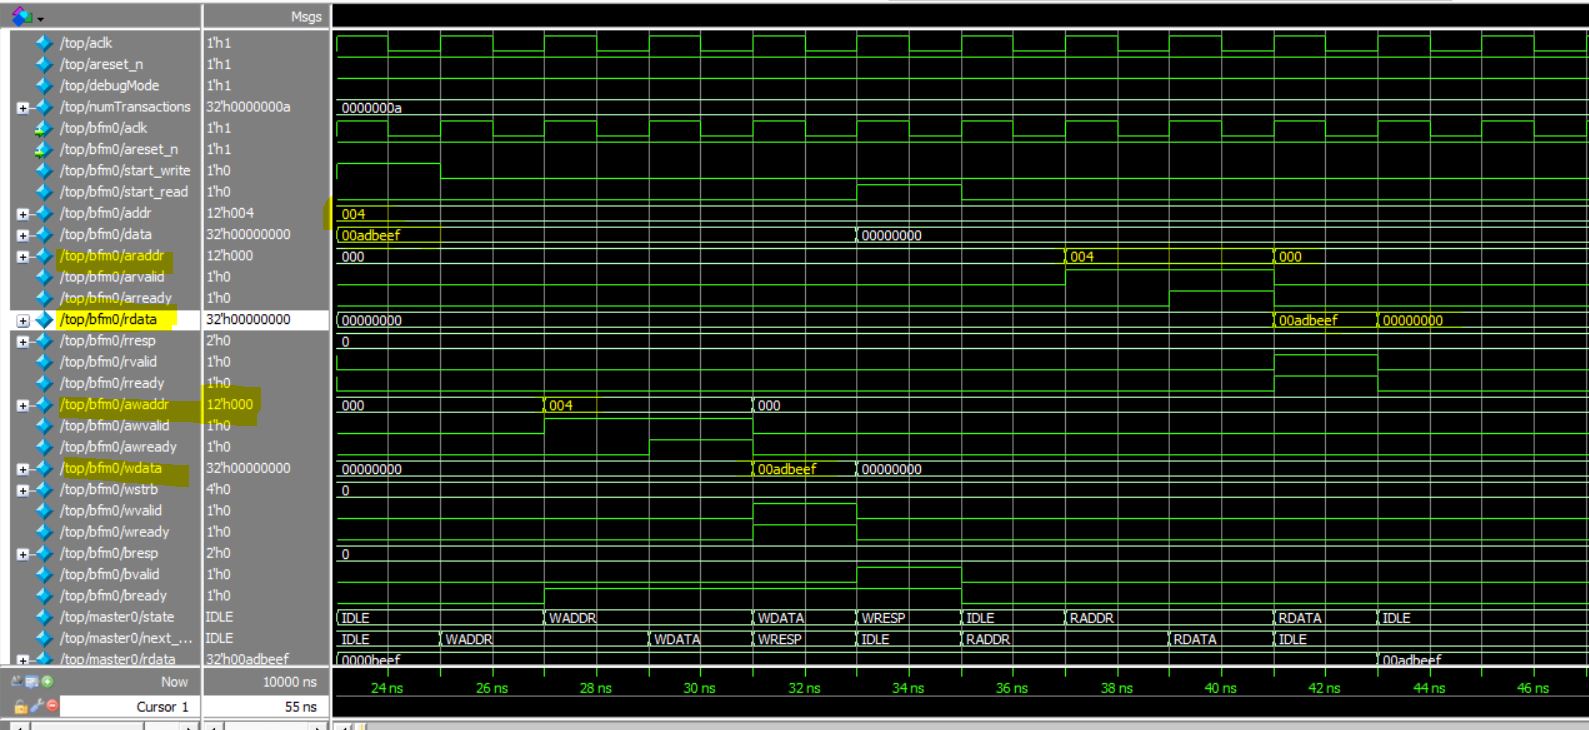 Msgs
/top/aclk 1'h1
/top/areset_n 1'h1
/top/debugMode 1'h1
/top/numTransactions 32'h0000000a 0000000a
/top/bfm0/aclk 1'h1
/top/bfm0/areset_n 1'h1
/top/bfm0/start_write 1'h0
/top/bfm0/start_read 1'h0
/top/bfm0/addr 12'h004 004
/top/bfm0/data 32'h00000000 00adbeef 00000000
/top/bfm0/araddr 12'h000 000 004 000
/top/bfm0/arvalid 1'h0
/top/bfm0/arready 1'h0
/top/bfm0/rdata 32'h00000000 00000000 00adbeef 00000000
/top/bfm0/rresp 2'h0 0
/top/bfm0/rvalid 1'h0
/top/bfm0/rready 1'h0
/top/bfm0/awaddr 12'h000 000 004 000
/top/bfm0/awvalid 1'h0
/top/bfm0/awready 1'h0
/top/bfm0/wdata 32'h00000000 00000000 00adbeef 00000000
/top/bfm0/wstrb 4'h0 0
/top/bfm0/wvalid 1'h0
/top/bfm0/wready 1'h0
/top/bfm0/bresp 2'h0 0
/top/bfm0/bvalid 1'h0
/top/bfm0/bready 1'h0
/top/master0/state IDLE IDLE WADDR WDATA WRESP IDLE RADDR RDATA IDLE
/top/master0/next_... IDLE IDLE WADDR WDATA WRESP IDLE RADDR RDATA IDLE
/top/master0/rdata 32'h00adbeef 0000beef 00adbeef
Now 10000 ns 24 ns 26 ns 28 ns 30 ns 32 ns 34 ns 36 ns 38 ns 40 ns 42 ns 44 ns 46 ns
Cursor 1 55 ns